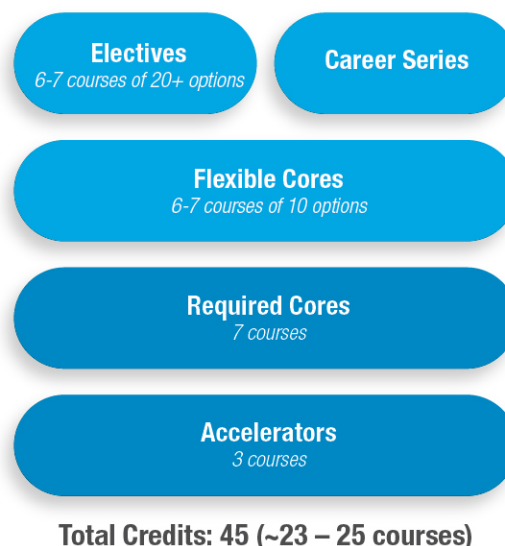 Electives
6-7 courses of 20+ options
Career Series
Flexible Cores
6-7 courses of 10 options
Required Cores
7 courses
Accelerators
3 courses
Total Credits: 45 (~23 – 25 courses)